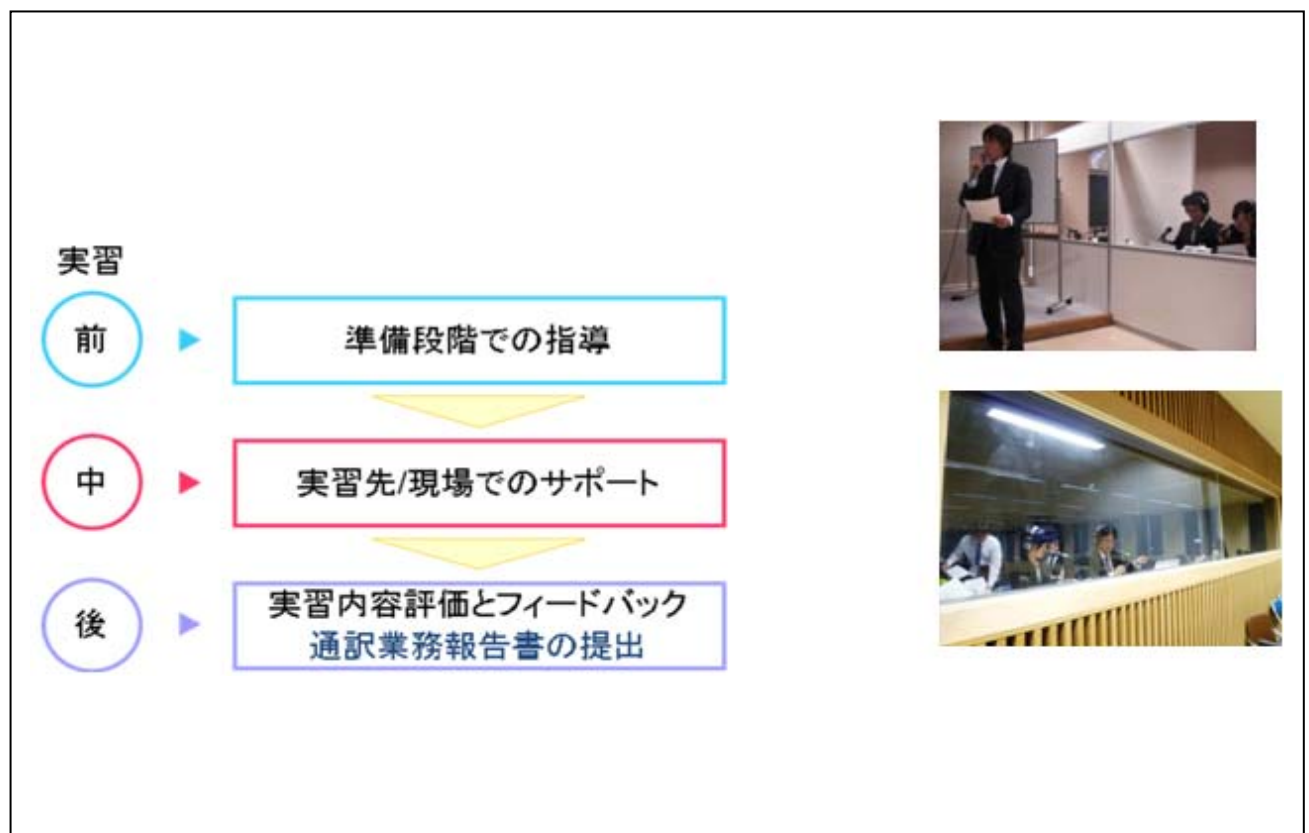 実習
前
準備段階での指導
中
実習先/現場でのサポート
後
実習内容評価とフィードバック
通訳業務報告書の提出